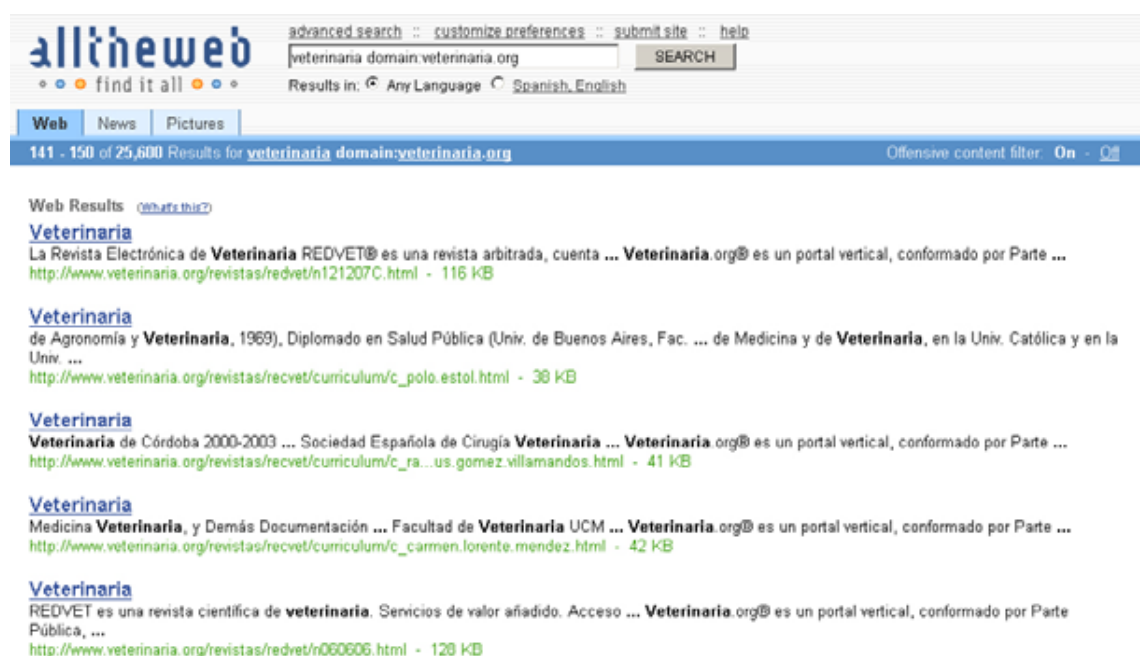 alltheweb
find it all
advanced search :: customize preferences :: submit site :: help
veterinaria domain:veterinaria.org SEARCH
Results in: Any Language Spanish, English
Web News Pictures
141 - 150 of 25,600 Results for veterinaria domain:veterinaria.org Offensive content filter: On - Off
Web Results (What's this?)
Veterinaria
La Revista Electrónica de Veterinaria REDVET® es una revista arbitrada, cuenta ... Veterinaria.org® es un portal vertical, conformado por Parte ...
http://www.veterinaria.org/revistas/redvet/n121207C.html - 116 KB
Veterinaria
de Agronomía y Veterinaria, 1969), Diplomado en Salud Pública (Univ. de Buenos Aires, Fac. ... de Medicina y de Veterinaria, en la Univ. Católica y en la
Univ. ...
http://www.veterinaria.org/revistas/recvet/curriculum/c_polo.estol.html - 38 KB
Veterinaria
Veterinaria de Córdoba 2000-2003 ... Sociedad Española de Cirugía Veterinaria ... Veterinaria.org® es un portal vertical, conformado por Parte ...
http://www.veterinaria.org/revistas/recvet/curriculum/c_ra...us.gomez.villamandos.html - 41 KB
Veterinaria
Medicina Veterinaria, y Demás Documentación ... Facultad de Veterinaria UCM ... Veterinaria.org® es un portal vertical, conformado por Parte ...
http://www.veterinaria.org/revistas/recvet/curriculum/c_carmen.lorente.mendez.html - 42 KB
Veterinaria
REDVET es una revista científica de veterinaria. Servicios de valor añadido. Acceso ... Veterinaria.org® es un portal vertical, conformado por Parte
Pública, ...
http://www.veterinaria.org/revistas/redvet/n060606.html - 128 KB